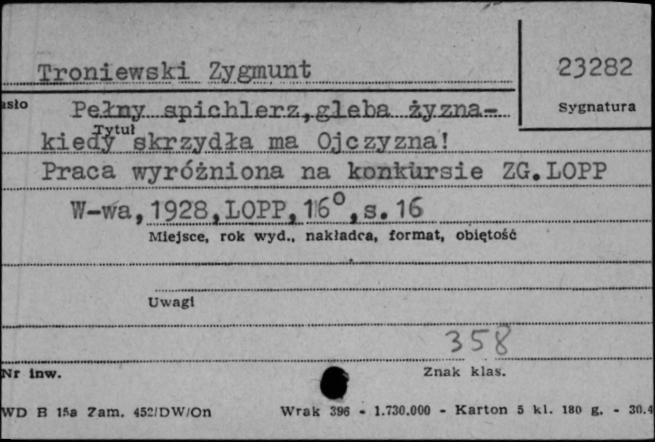 Troniewski Zygmunt
23282
asło
Sygnatura
Pełny spichlerz, gleba żyzna-
Tytuł
kiedy skrzydła ma Ojczyzna!
Praca wyróżniona na konkursie ZG. LOPP
W-wa, 1928, LOPP, 16°, s. 16
Miejsce, rok wyd., nakładca, format, objętość
Uwagi
358
Nr inw.
Znak klas.
WD B 15a Zam. 452/DW/On Wrak 396 - 1.730.000 - Karton 5 kl. 180 g. - 30.4